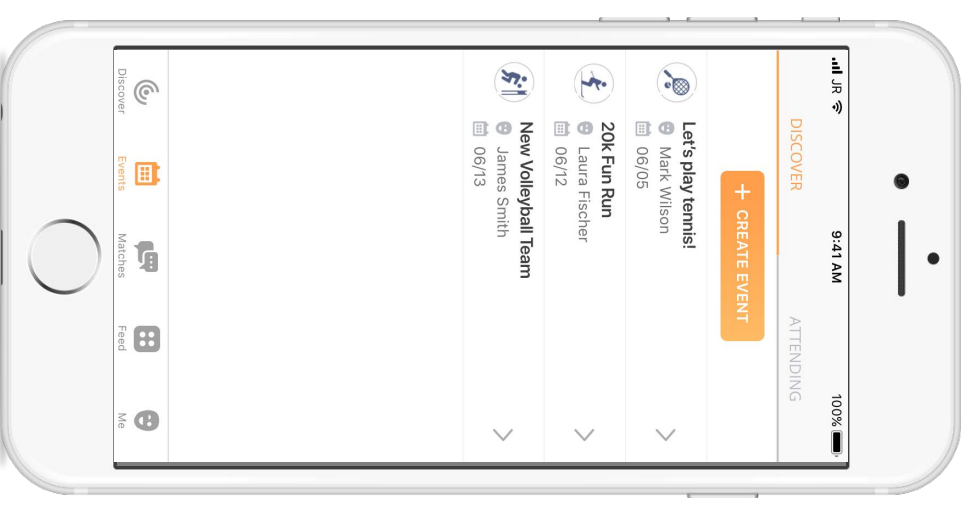 JR 9:41 AM 100%
DISCOVER ATTENDING
+ CREATE EVENT
Let's play tennis!
Mark Wilson
06/05
20k Fun Run
Laura Fischer
06/12
New Volleyball Team
James Smith
06/13
Discover Events Matches Feed Me